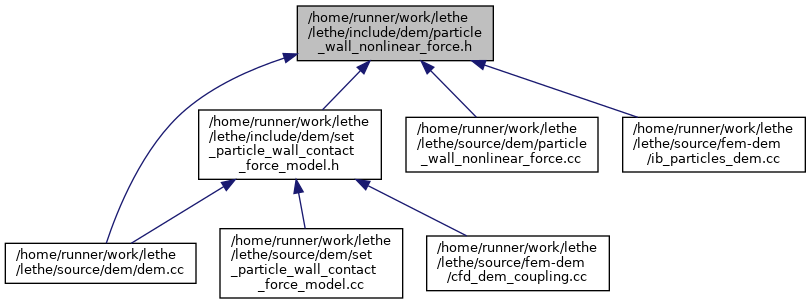 /home/runner/work/lethe
/lethe/include/dem/particle
_wall_nonlinear_force.h
/home/runner/work/lethe
/lethe/include/dem/set
_particle_wall_contact
_force_model.h
/home/runner/work/lethe
/lethe/source/dem/particle
_wall_nonlinear_force.cc
/home/runner/work/lethe
/lethe/source/fem-dem
/ib_particles_dem.cc
/home/runner/work/lethe
/lethe/source/dem/dem.cc
/home/runner/work/lethe
/lethe/source/dem/set
_particle_wall_contact
_force_model.cc
/home/runner/work/lethe
/lethe/source/fem-dem
/cfd_dem_coupling.cc